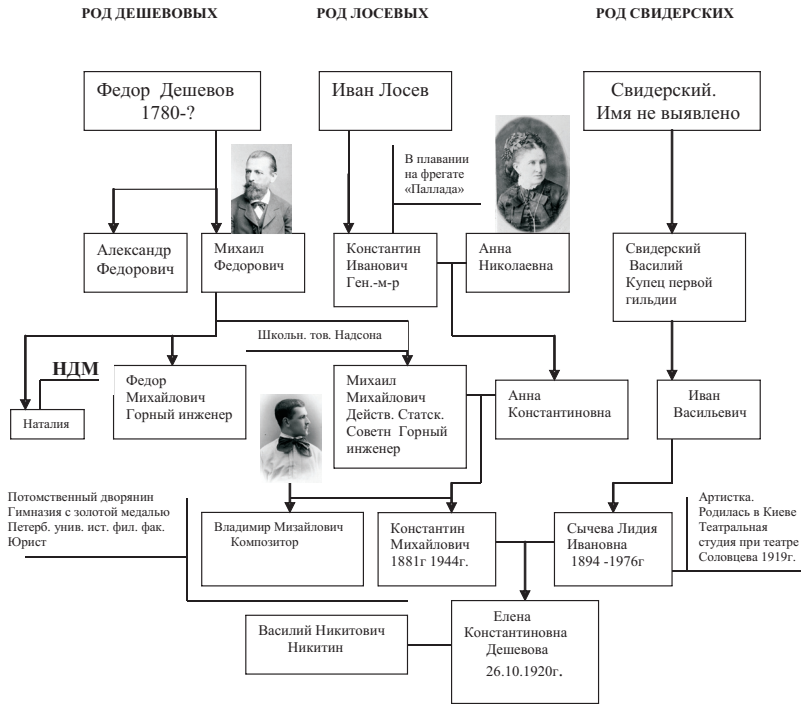 РОД ДЕШЕВОВЫХ
РОД ЛОСЕВЫХ
РОД СВИДЕРСКИХ
Федор Дешевов
1780-?
Иван Лосев
Свидерский.
Имя не выявлено
В плавании
на фрегате
«Паллада»
Александр
Федорович
Михаил
Федорович
Константин
Иванович
Ген.-м-р
Анна
Николаевна
Свидерский
Василий
Купец первой
гильдии
Школьн. тов. Надсона
НДМ
Наталия
Федор
Михайлович
Горный инженер
Михаил
Михайлович
Действ. Статск.
Советн Горный
инженер
Анна
Константиновна
Иван
Васильевич
Потомственный дворянин
Гимназия с золотой медалью
Петерб. унив. ист. фил. фак.
Юрист
Владимир Мизайлович
Композитор
Константин
Михайлович
1881г 1944г.
Сычева Лидия
Ивановна
1894 -1976г
Артистка.
Родилась в Киеве
Театральная
студия при театре
Соловцева 1919г.
Василий Никитович
Никитин
Елена
Константиновна
Дешевова
26.10.1920г.